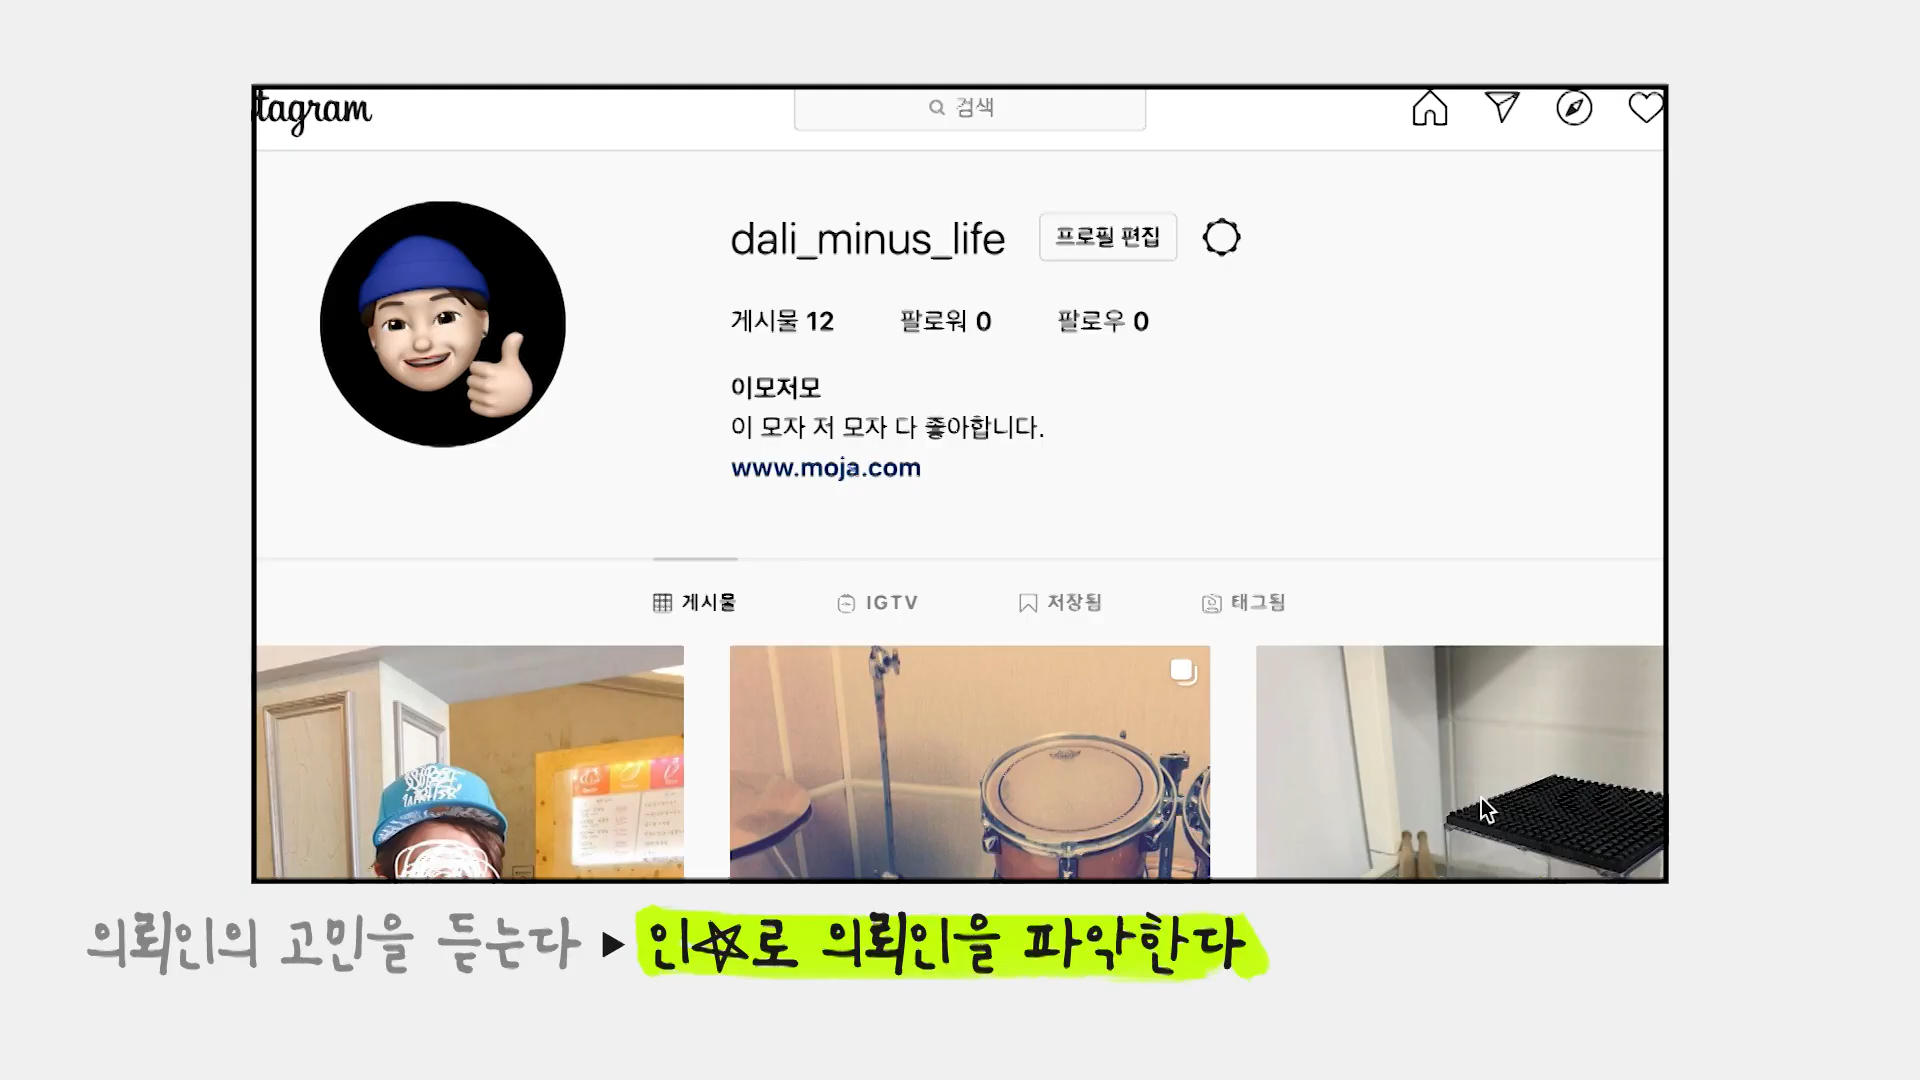 tagram
검색
dali_minus_life 프로필 편집
게시물 12 팔로워 0 팔로우 0
이모저모
이 모자 저 모자 다 좋아합니다.
www.moja.com
게시물 IGTV 저장됨 태그됨
의뢰인의 고민을 듣는다 ▶ 인☆로 의뢰인을 파악한다